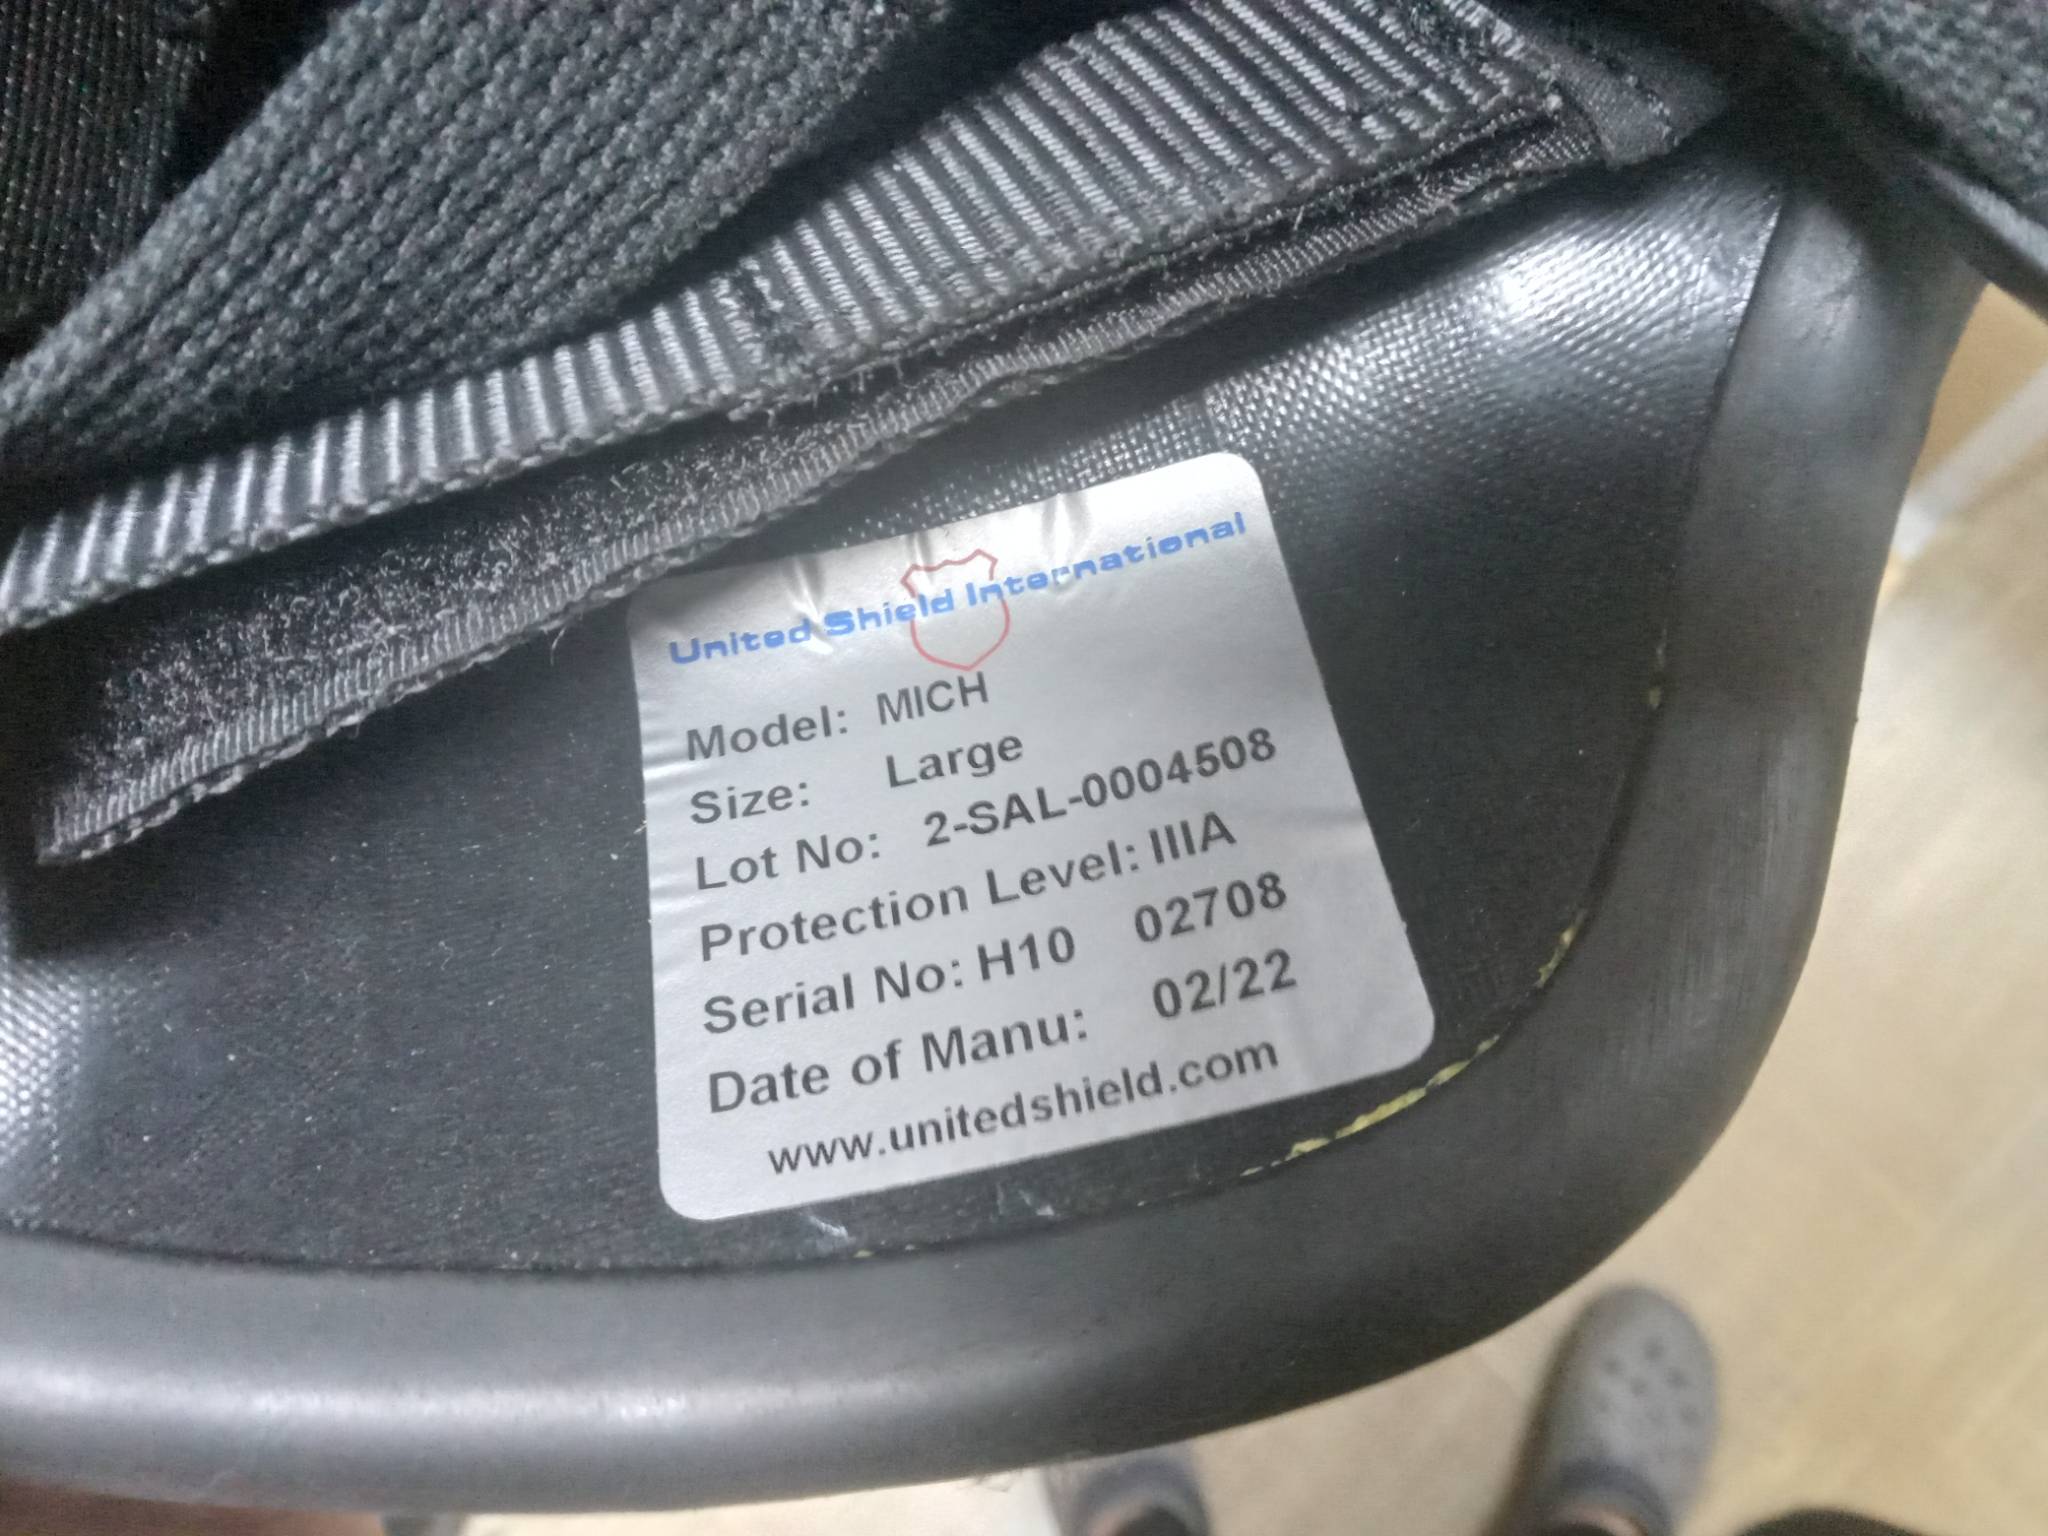 United Shield International
Model: MICH
Size: Large
Lot No: 2-SAL-0004508
Protection Level: IIIA
Serial No: H10 02708
Date of Manu: 02/22
www.unitedshield.com